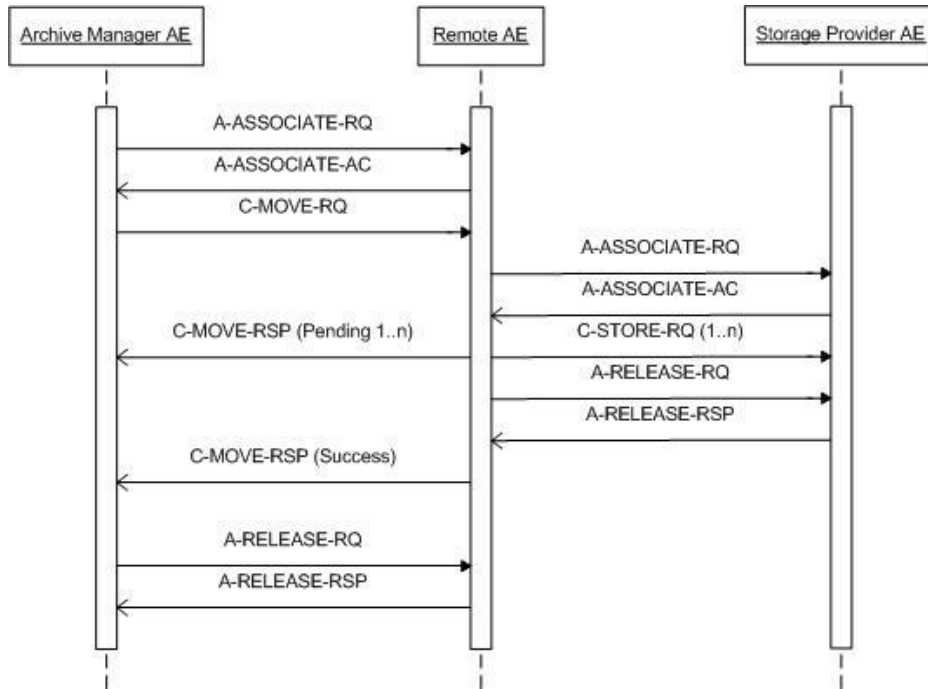 Archive Manager AE
Remote AE
Storage Provider AE
A-ASSOCIATE-RQ
A-ASSOCIATE-AC
C-MOVE-RQ
A-ASSOCIATE-RQ
A-ASSOCIATE-AC
C-MOVE-RSP (Pending 1..n)
C-STORE-RQ (1..n)
A-RELEASE-RQ
A-RELEASE-RSP
C-MOVE-RSP (Success)
A-RELEASE-RQ
A-RELEASE-RSP